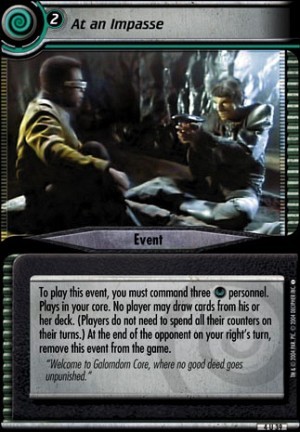 2
At an Impasse
Event
To play this event, you must command three personnel.
Plays in your core. No player may draw cards from his or
her deck. (Players do not need to spend all their counters on
their turns.) At the end of the opponent on your right's turn,
remove this event from the game.
"Welcome to Galorndorn Core, where no good deed goes
unpunished."
4 U 38